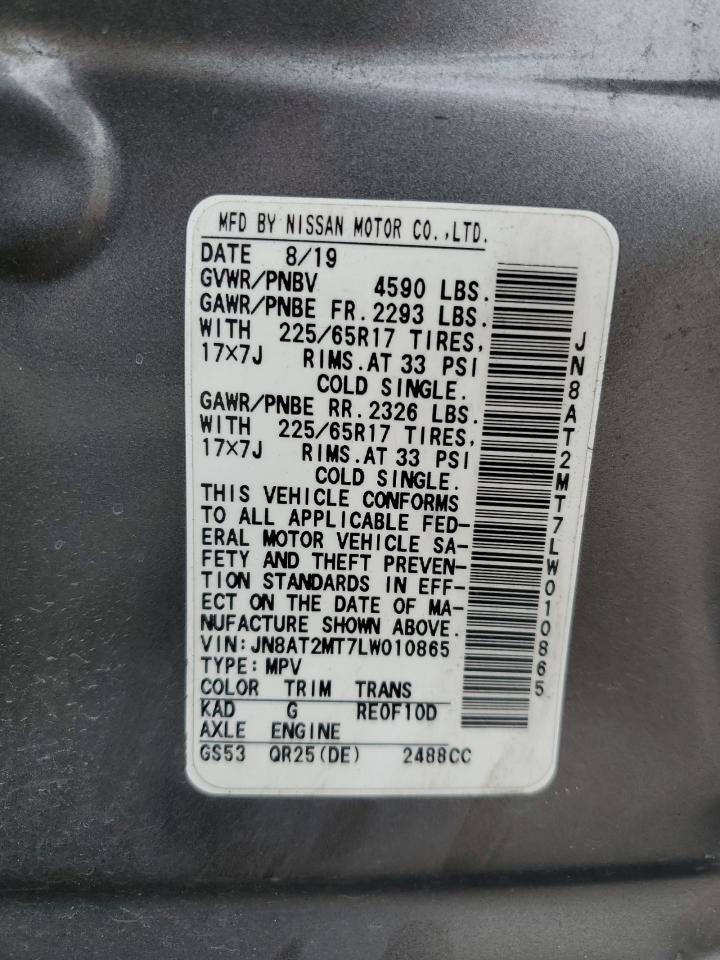 MFD BY NISSAN MOTOR CO.,LTD.
DATE 8/19
GVWR/PNBV 4590 LBS.
GAWR/PNBE FR.2293 LBS.
WITH 225/65R17 TIRES,
17×7J RIMS.AT 33 PSI
COLD SINGLE.
GAWR/PNBE RR.2326 LBS.
WITH 225/65R17 TIRES,
17×7J RIMS.AT 33 PSI
COLD SINGLE.
THIS VEHICLE CONFORMS
TO ALL APPLICABLE FED-
ERAL MOTOR VEHICLE SA-
FETY AND THEFT PREVEN-
TION STANDARDS IN EFF-
ECT ON THE DATE OF MA-
NUFACTURE SHOWN ABOVE.
VIN:JN8AT2MT7LW010865
TYPE:MPV
COLOR TRIM TRANS
KAD G RE0F10D
AXLE ENGINE
GS53 QR25(DE) 2488CC
JN8AT2MT7LW010865